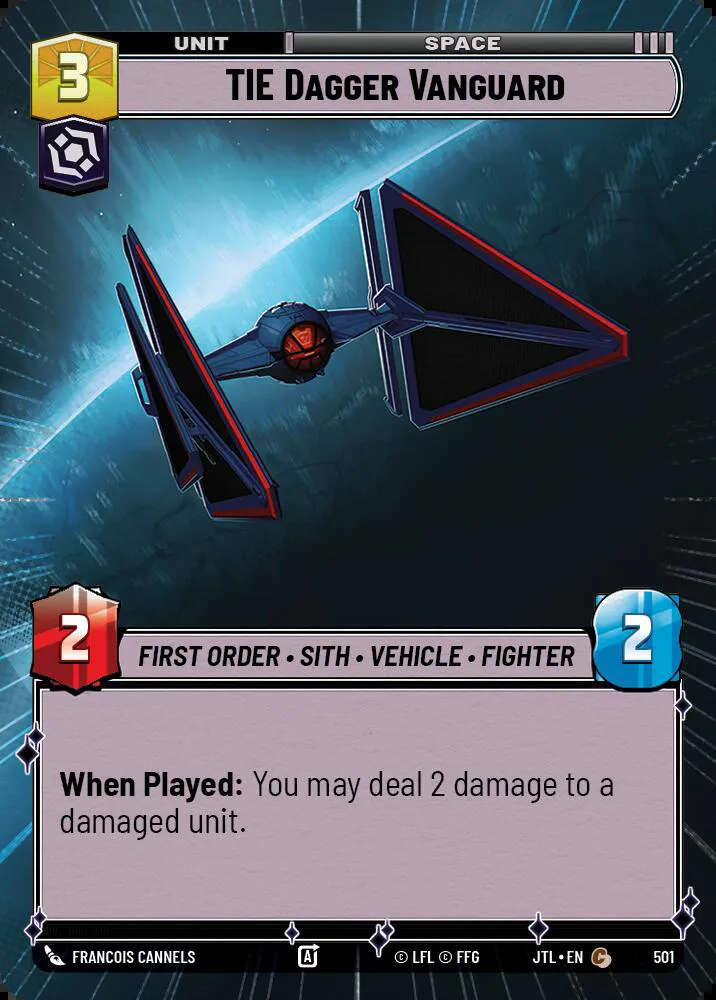 UNIT
SPACE
3
TIE DAGGER VANGUARD
2
FIRST ORDER • SITH • VEHICLE • FIGHTER
2
When Played: You may deal 2 damage to a
damaged unit.
FRANCOIS CANNELS
A
© LFL © FFG
JTL • EN
C
501